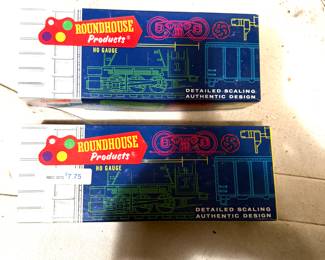 ROUNDHOUSE
Products®
HO GAUGE
DETAILED SCALING
AUTHENTIC DESIGN
ROUNDHOUSE
Products®
HO GAUGE
$7.75
DETAILED SCALING
AUTHENTIC DESIGN